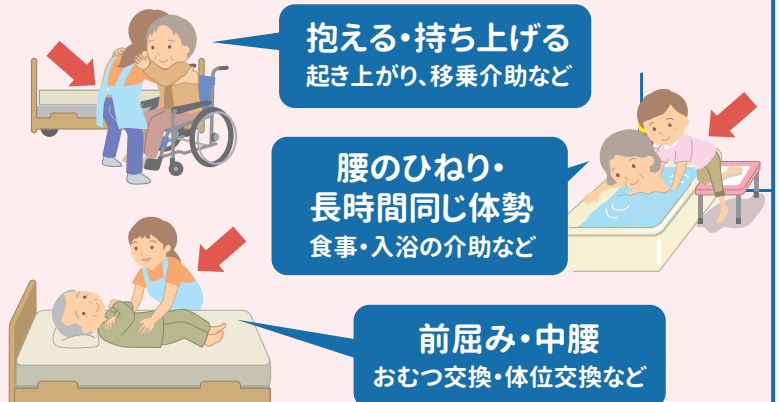 抱える・持ち上げる
起き上がり、移乗介助など
腰のひねり・
長時間同じ体勢
食事・入浴の介助など
前屈み・中腰
おむつ交換・体位交換など